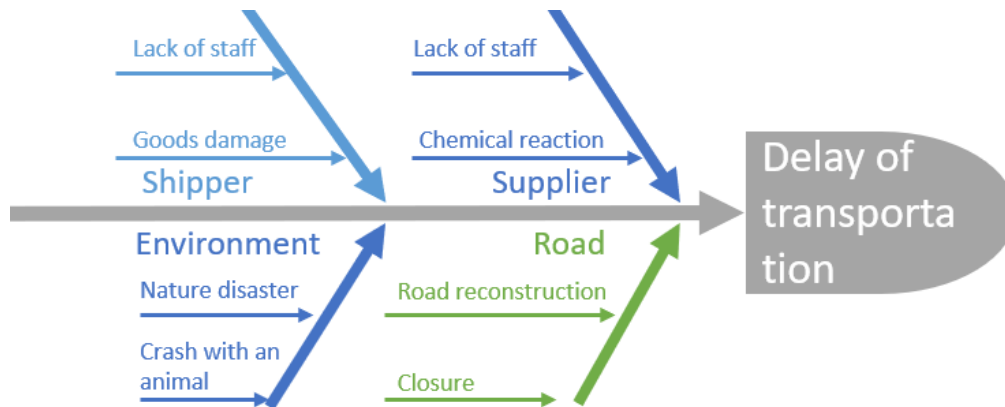 Lack of staff
Goods damage
Shipper
Lack of staff
Chemical reaction
Supplier
Delay of
transporta
tion
Environment
Nature disaster
Crash with an
animal
Road
Road reconstruction
Closure